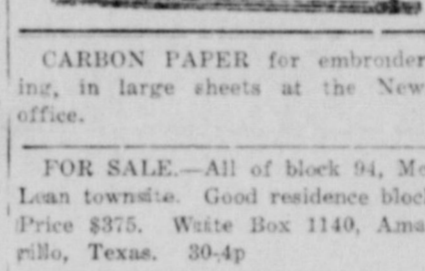 CARBON PAPER for embroider
ing, in large sheets at the New
office.
FOR SALE.—All of block 94, Mc
Lean townsite. Good residence bloc
Price $375. Write Box 1140, Ama
rillo, Texas. 30-4p